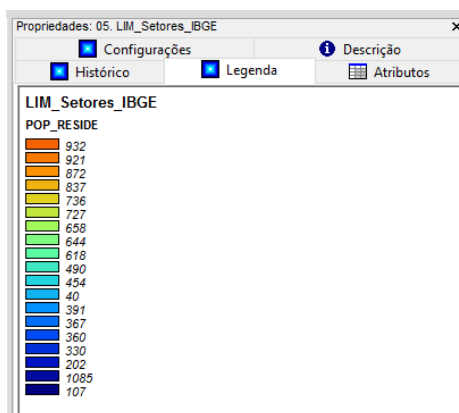 Propriedades: 05. LIM_Setores_IBGE
Configurações
Descrição
Histórico
Legenda
Atributos
LIM_Setores_IBGE
POP_RESIDE
932
921
872
837
736
727
658
644
618
490
454
40
391
367
360
330
202
1085
107